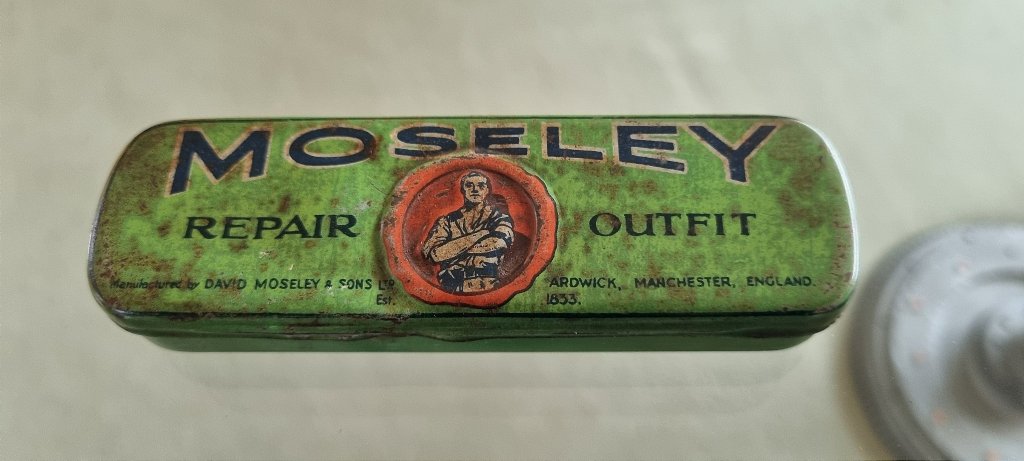 MOSELEY
REPAIR OUTFIT
Manufactured by DAVID MOSELEY & SONS LTD ARDWICK, MANCHESTER, ENGLAND.
Est. 1833.